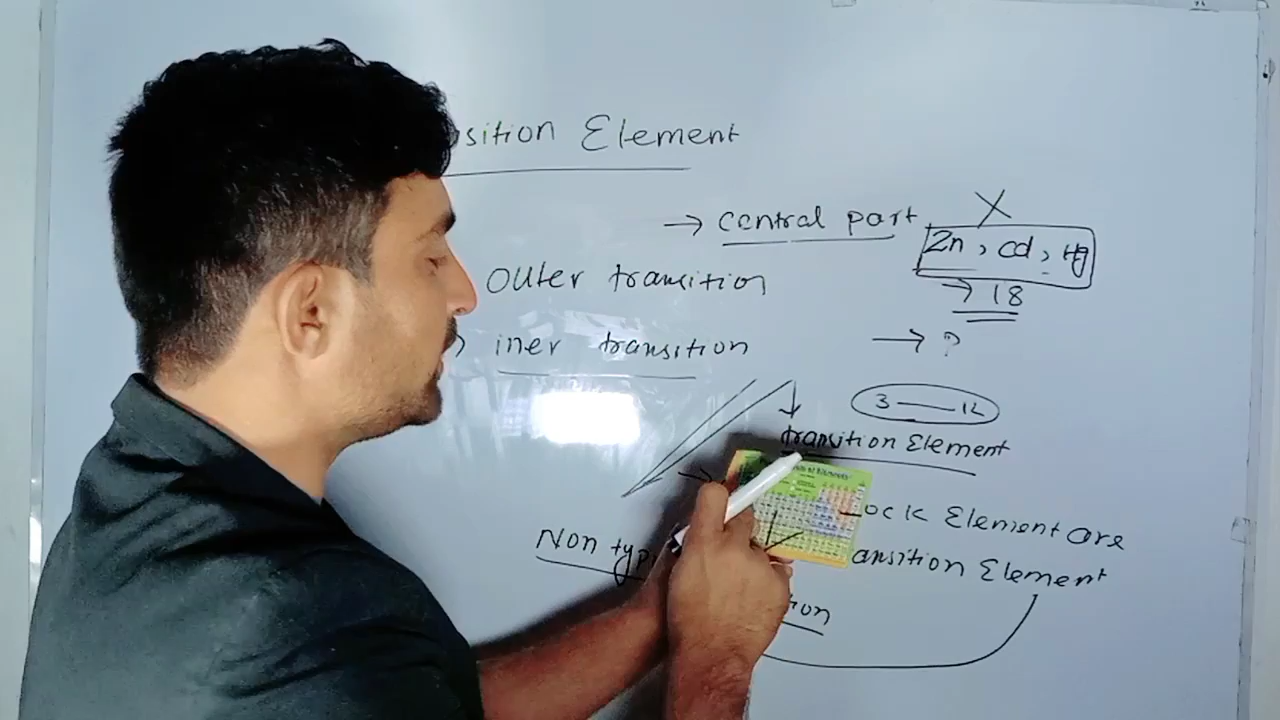 sition Element
→ central part
X
Zn, cd, Hg
→ 18
outer transition
iner transition
→ ?
3 — 12
transition Element
ock Element are
Non typ
ansition Element
ion